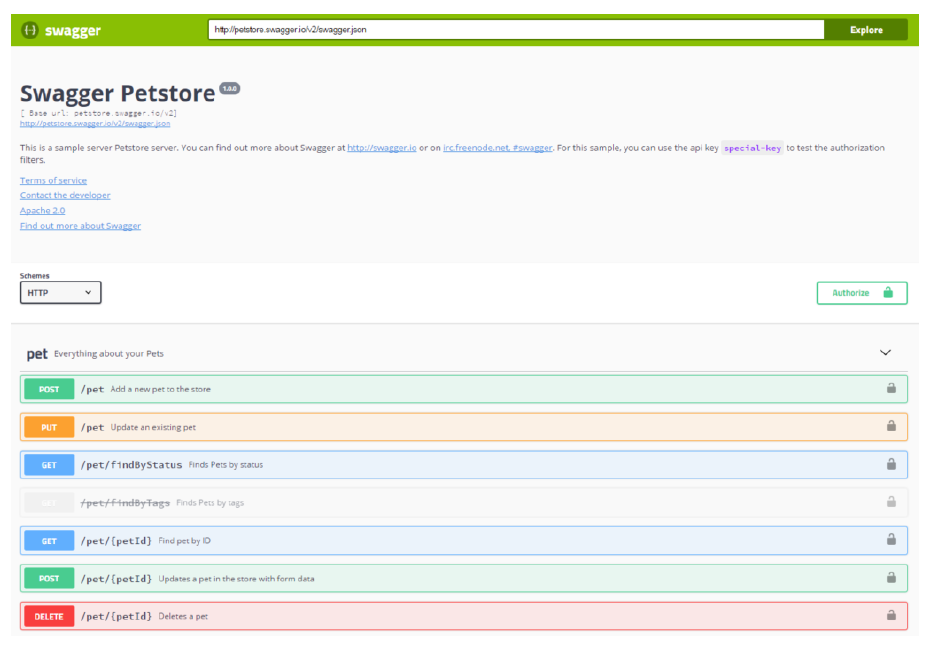 swagger
http://petstore.swagger.io/v2/swagger.json
Explore
Swagger Petstore 1.0.0
[ Base url: petstore.swagger.io/v2]
http://petstore.swagger.io/v2/swagger.json
This is a sample server Petstore server. You can find out more about Swagger at http://swagger.io or on irc.freenode.net, #swagger. For this sample, you can use the api key special-key to test the authorization
filters.
Terms of service
Contact the developer
Apache 2.0
Find out more about Swagger
Schemes
HTTP
Authorize
pet Everything about your Pets
POST /pet Add a new pet to the store
PUT /pet Update an existing pet
GET /pet/findByStatus Finds Pets by status
GET /pet/findByTags Finds Pets by tags
GET /pet/{petId} Find pet by ID
POST /pet/{petId} Updates a pet in the store with form data
DELETE /pet/{petId} Deletes a pet